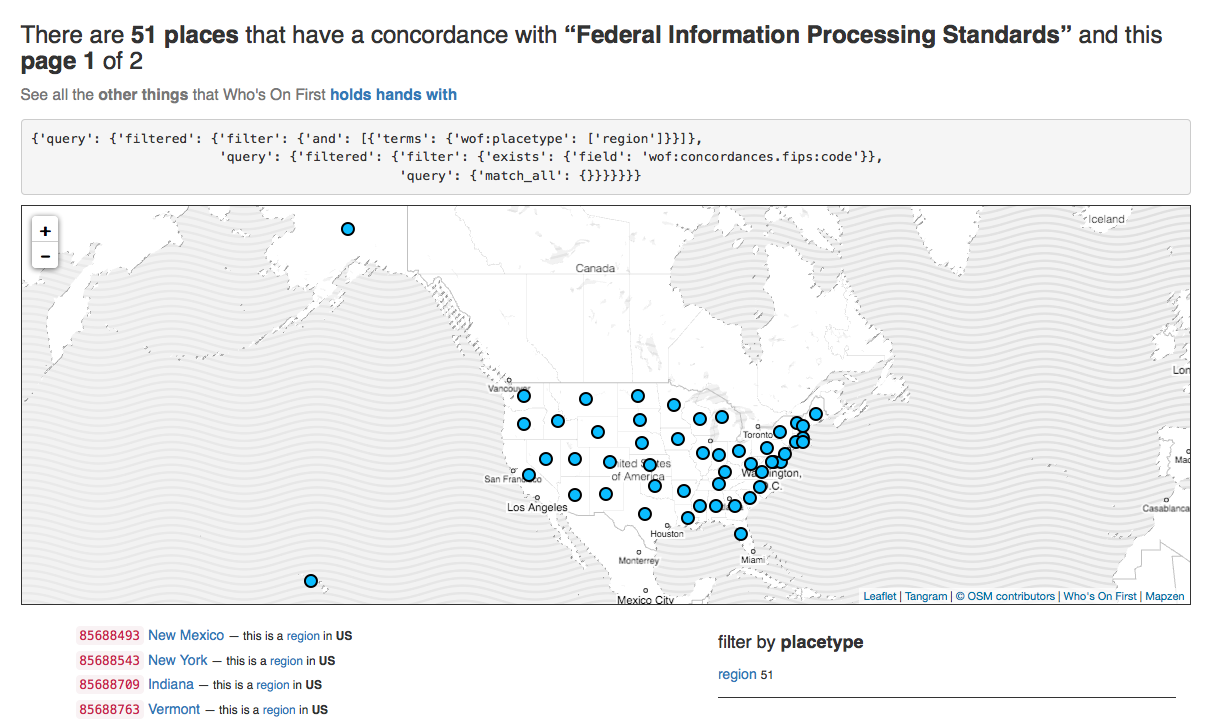 There are 51 places that have a concordance with “Federal Information Processing Standards” and this
page 1 of 2
See all the other things that Who's On First holds hands with
{'query': {'filtered': {'filter': {'and': [{'terms': {'wof:placetype': ['region']}}]},
'query': {'filtered': {'filter': {'exists': {'field': 'wof:concordances.fips:code'}},
'query': {'match_all': {}}}}}}}
+
−
Iceland
Canada
Lon
Vancouver
Toronto
United States
of America
Washington,
D.C.
San Francisco
Los Angeles
Mad
Casablanca
Houston
Monterrey
Miami
Mexico City
Leaflet | Tangram | © OSM contributors | Who's On First | Mapzen
85688493 New Mexico — this is a region in US
85688543 New York — this is a region in US
85688709 Indiana — this is a region in US
85688763 Vermont — this is a region in US
filter by placetype
region 51